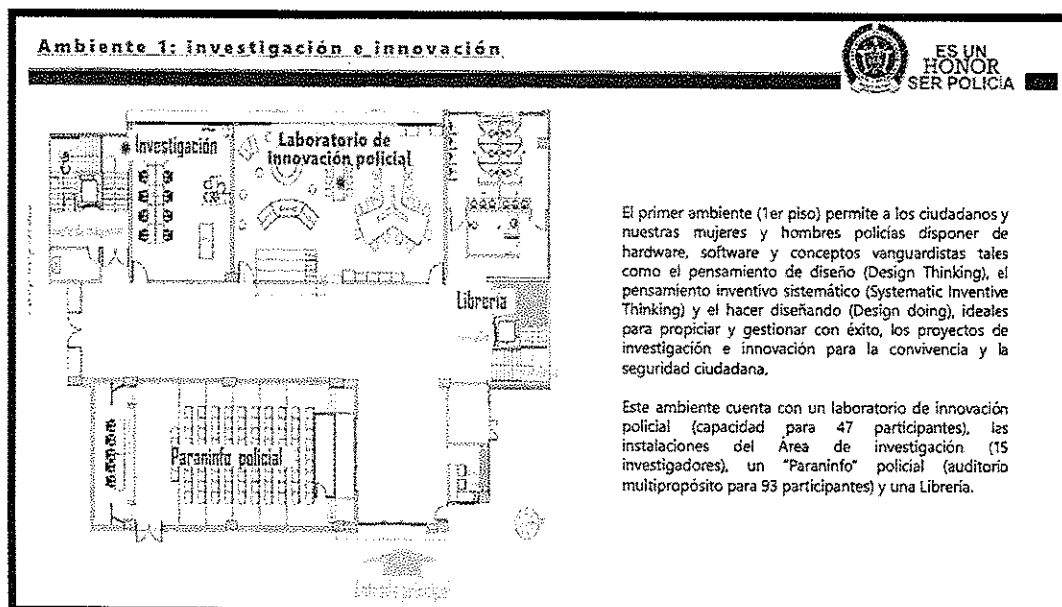 Ambiente 1: Investigación e innovación
ES UN
HONOR
SER POLICÍA
Investigación
Laboratorio de
innovación policial
Librería
Paraninfo policial
Entrada principal
El primer ambiente (1er piso) permite a los ciudadanos y
nuestras mujeres y hombres policías disponer de
hardware, software y conceptos vanguardistas tales
como el pensamiento de diseño (Design Thinking), el
pensamiento inventivo sistemático (Systematic Inventive
Thinking) y el hacer diseñando (Design doing), ideales
para propiciar y gestionar con éxito, los proyectos de
investigación e innovación para la convivencia y la
seguridad ciudadana.
Este ambiente cuenta con un laboratorio de innovación
policial (capacidad para 47 participantes), las
instalaciones del Área de investigación (15
investigadores), un "Paraninfo" policial (auditorio
multipropósito para 93 participantes) y una Librería.